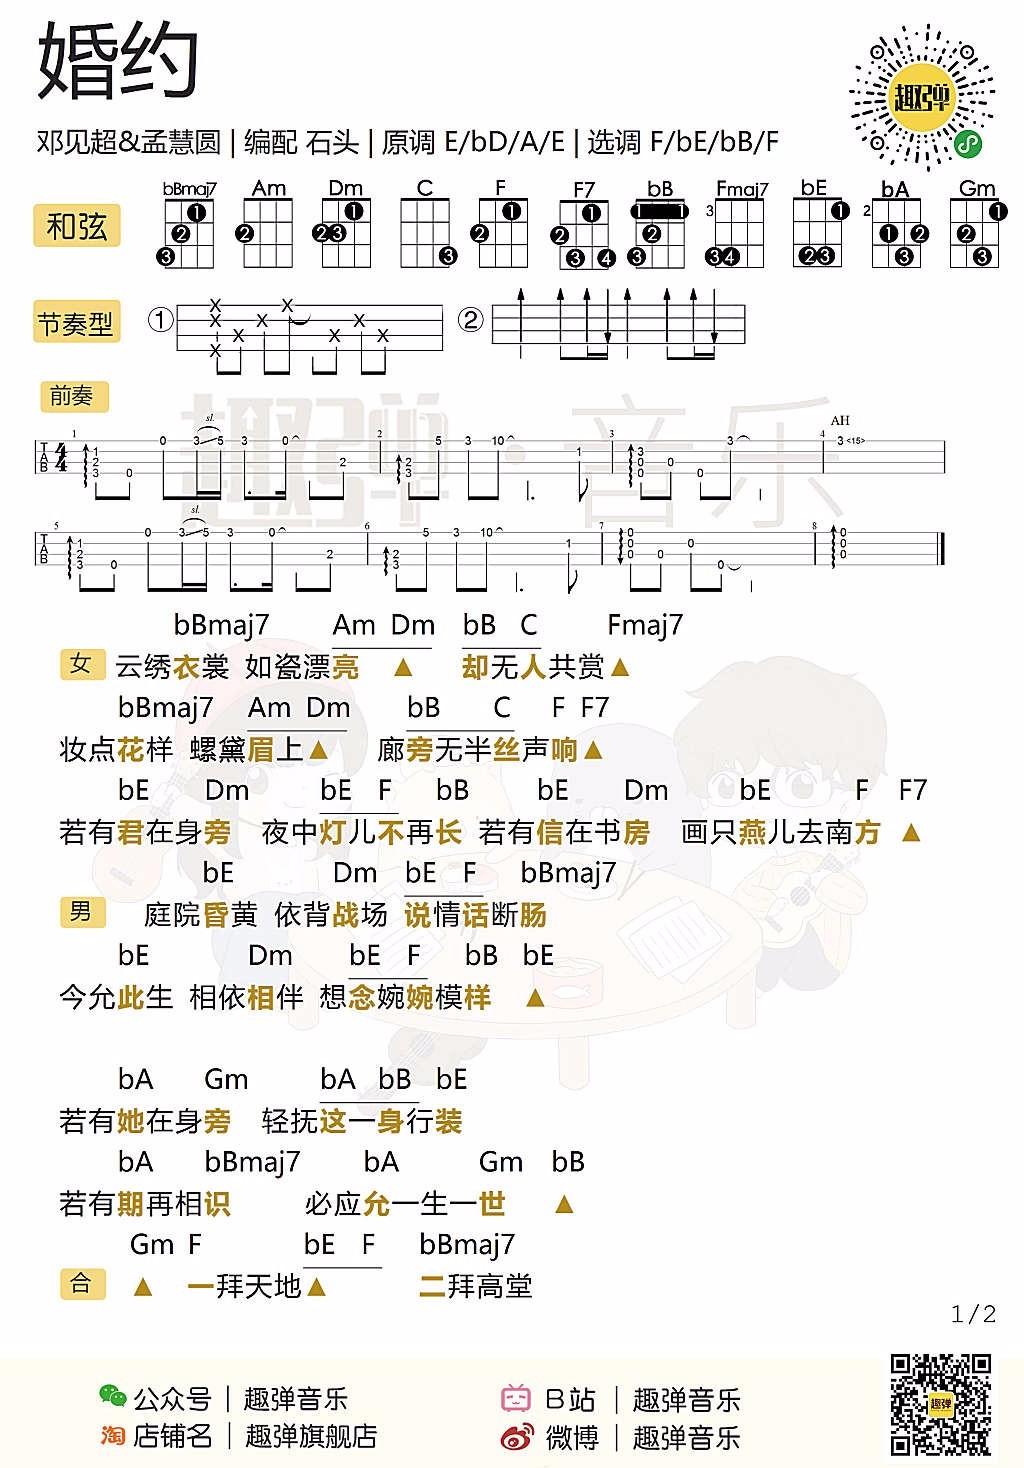 婚约
趣弹
邓见超&孟慧圆 | 编配 石头 | 原调 E/bD/A/E | 选调 F/bE/bB/F
和弦 bBmaj7 Am Dm C F F7 bB Fmaj7 bE bA Gm
节奏型 ① ②
前奏
趣弹·音乐
sl.
AH
sl.
bBmaj7 Am Dm bB C Fmaj7
女 云绣衣裳 如瓷漂亮 ▲ 却无人共赏▲
bBmaj7 Am Dm bB C F F7
妆点花样 螺黛眉上▲ 廊旁无半丝声响▲
bE Dm bE F bB bE Dm bE F F7
若有君在身旁 夜中灯儿不再长 若有信在书房 画只燕儿去南方 ▲
bE Dm bE F bBmaj7
男 庭院昏黄 依背战场 说情话断肠
bE Dm bE F bB bE
今允此生 相依相伴 想念婉婉模样 ▲
bA Gm bA bB bE
若有她在身旁 轻抚这一身行装
bA bBmaj7 bA Gm bB
若有期再相识 必应允一生一世 ▲
Gm F bE F bBmaj7
合 ▲ 一拜天地▲ 二拜高堂
1/2
公众号 | 趣弹音乐 B站 | 趣弹音乐
淘 店铺名 | 趣弹旗舰店 微博 | 趣弹音乐
趣弹